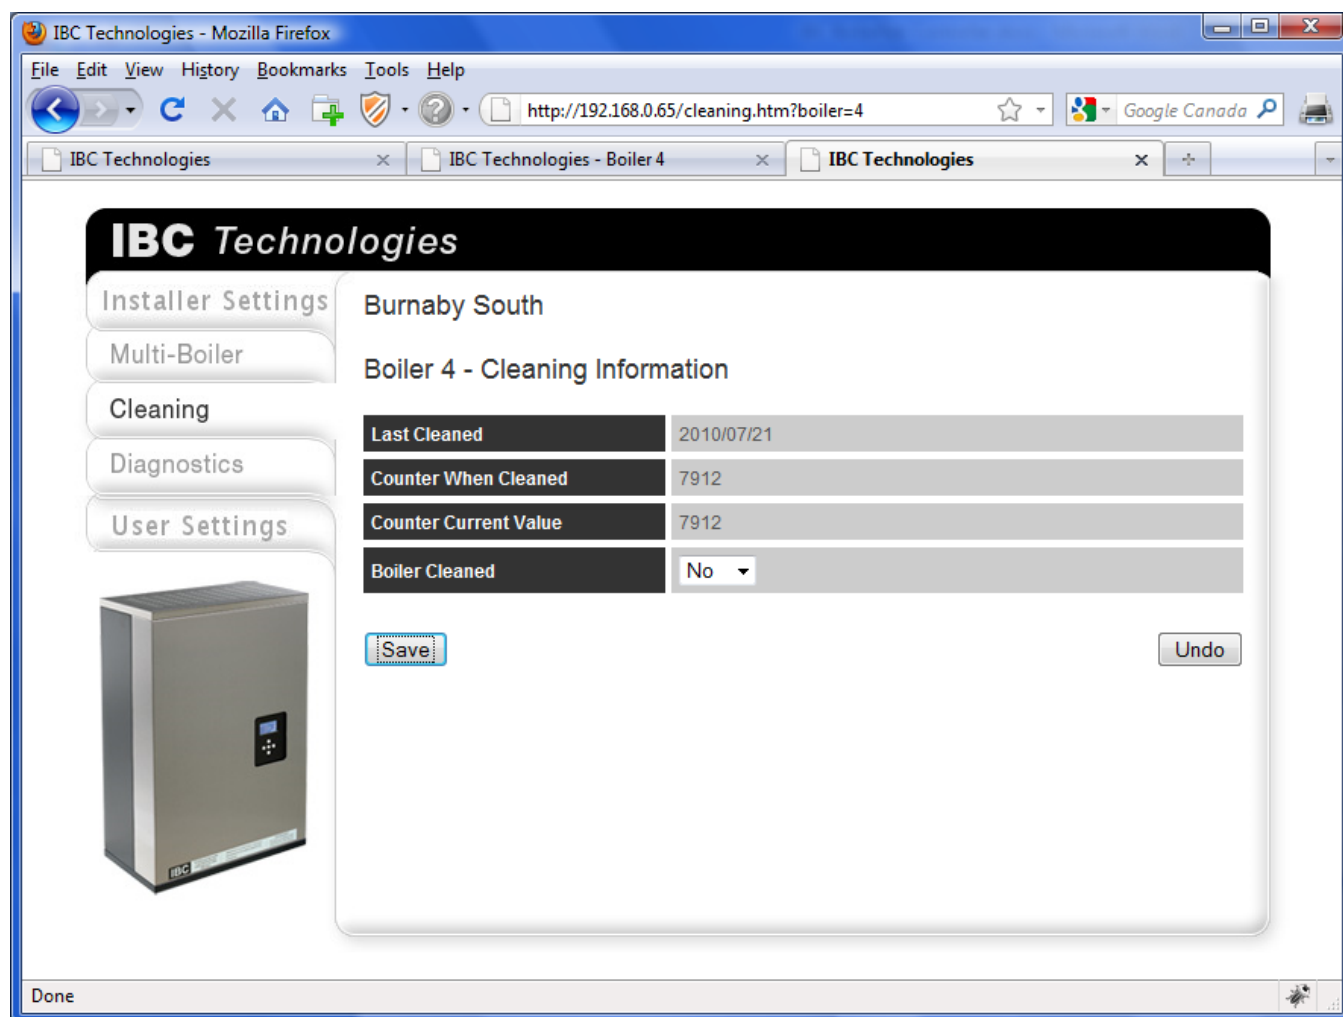 IBC Technologies - Mozilla Firefox
File Edit View History Bookmarks Tools Help
http://192.168.0.65/cleaning.htm?boiler=4 Google Canada
IBC Technologies
IBC Technologies - Boiler 4
IBC Technologies
IBC Technologies
Installer Settings
Multi-Boiler
Cleaning
Diagnostics
User Settings
IBC
Burnaby South
Boiler 4 - Cleaning Information
Last Cleaned 2010/07/21
Counter When Cleaned 7912
Counter Current Value 7912
Boiler Cleaned No
Save Undo
Done